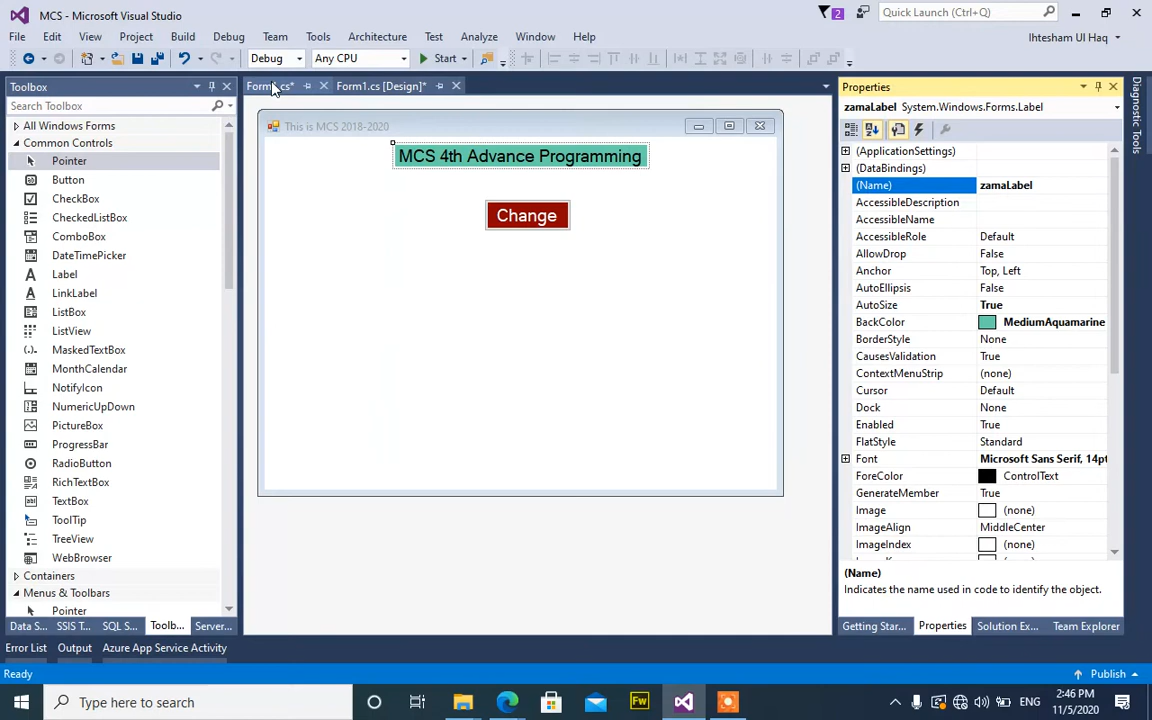 MCS - Microsoft Visual Studio
2
Quick Launch (Ctrl+Q)
File Edit View Project Build Debug Team Tools Architecture Test Analyze Window Help
Ihtesham Ul Haq
Debug Any CPU Start
Toolbox
Form1.cs [Design]*
Properties
Search Toolbox
zamaLabel System.Windows.Forms.Label
All Windows Forms
Common Controls
Pointer
Button
CheckBox
CheckedListBox
ComboBox
DateTimePicker
Label
LinkLabel
ListBox
ListView
MaskedTextBox
MonthCalendar
NotifyIcon
NumericUpDown
PictureBox
ProgressBar
RadioButton
RichTextBox
TextBox
ToolTip
TreeView
WebBrowser
Containers
Menus & Toolbars
Pointer
This is MCS 2018-2020
MCS 4th Advance Programming
Change
(ApplicationSettings)
(DataBindings)
(Name) zamaLabel
AccessibleDescription
AccessibleName
AccessibleRole Default
AllowDrop False
Anchor Top, Left
AutoEllipsis False
AutoSize True
BackColor MediumAquamarine
BorderStyle None
CausesValidation True
ContextMenuStrip (none)
Cursor Default
Dock None
Enabled True
FlatStyle Standard
Font Microsoft Sans Serif, 14pt
ForeColor ControlText
GenerateMember True
Image (none)
ImageAlign MiddleCenter
ImageIndex (none)
(Name)
Indicates the name used in code to identify the object.
Diagnostic Tools
Data S... SSIS T... SQL S... Toolb... Server...
Getting Star... Properties Solution Ex... Team Explorer
Error List Output Azure App Service Activity
Ready
Publish
Type here to search
Fw
ENG
2:46 PM
11/5/2020